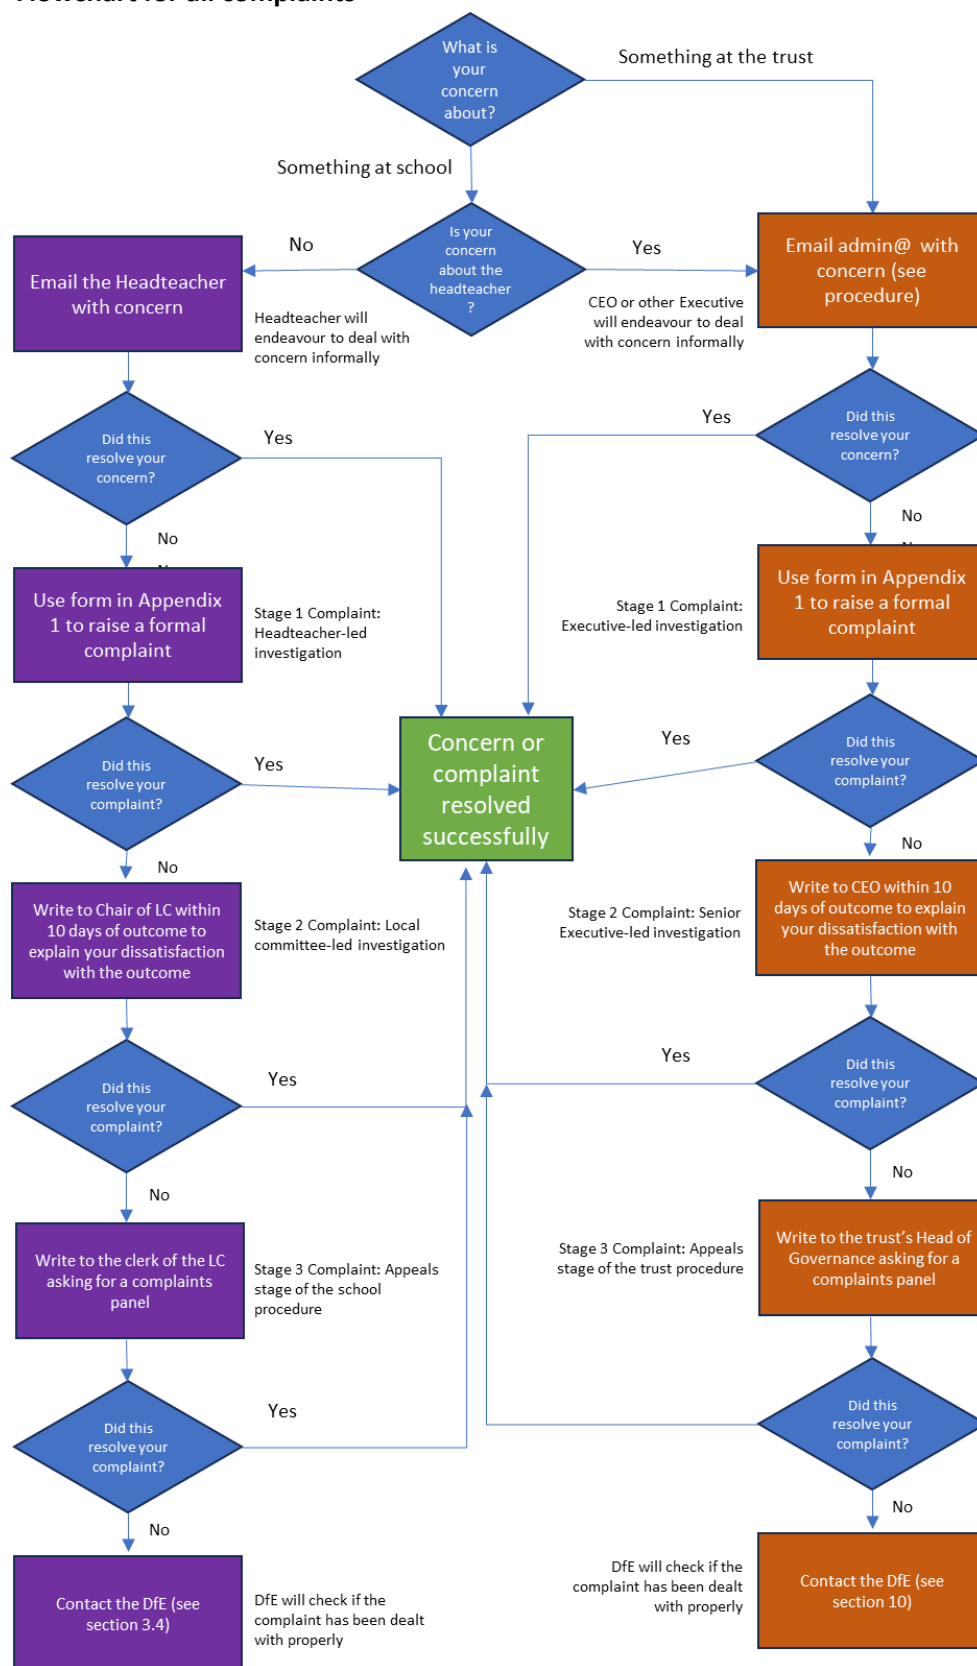 Flowchart for all complaints
What is
your
concern
about?
Something at the trust
Something at school
Is your
concern
about the
headteacher
?
No
Yes
Email the Headteacher
with concern
Headteacher will
endeavour to deal with
concern informally
CEO or other Executive
will endeavour to deal
with concern informally
Email admin@ with
concern (see
procedure)
Did this
resolve your
concern?
Yes
No
Yes
Did this
resolve your
concern?
No
Use form in Appendix
1 to raise a formal
complaint
Stage 1 Complaint:
Headteacher-led
investigation
Stage 1 Complaint:
Executive-led investigation
Use form in Appendix
1 to raise a formal
complaint
Did this
resolve your
complaint?
Yes
No
Concern or
complaint
resolved
successfully
Yes
Did this
resolve your
complaint?
No
Write to Chair of LC within
10 days of outcome to
explain your dissatisfaction
with the outcome
Stage 2 Complaint: Local
committee-led investigation
Stage 2 Complaint: Senior
Executive-led investigation
Write to CEO within 10
days of outcome to explain
your dissatisfaction with
the outcome
Did this
resolve your
complaint?
Yes
No
Yes
Did this
resolve your
complaint?
No
Write to the clerk of the LC
asking for a complaints
panel
Stage 3 Complaint: Appeals
stage of the school
procedure
Stage 3 Complaint: Appeals
stage of the trust procedure
Write to the trust's Head of
Governance asking for a
complaints panel
Did this
resolve your
complaint?
Yes
No
Did this
resolve your
complaint?
No
Contact the DfE (see
section 3.4)
DfE will check if the
complaint has been dealt
with properly
DfE will check if the
complaint has been dealt
with properly
Contact the DfE (see
section 10)